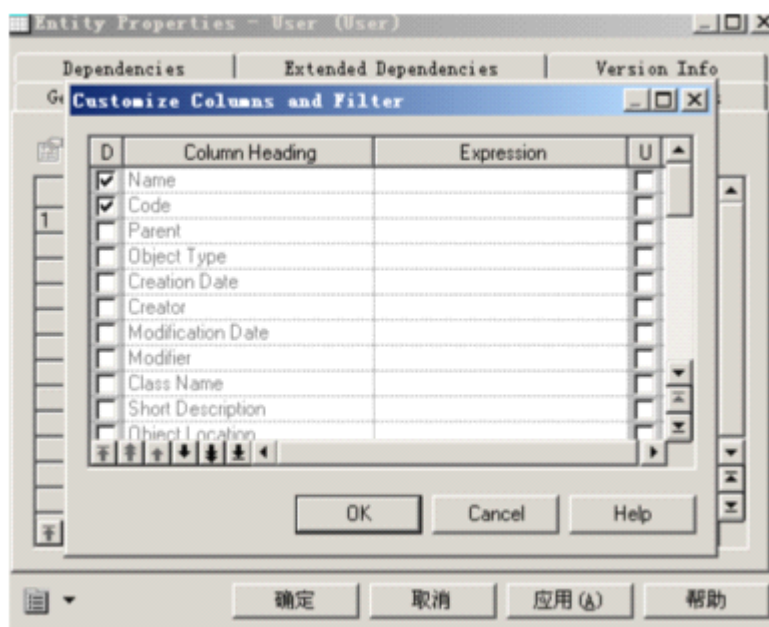 Entity Properties - User (User)
Dependencies
Extended Dependencies
Version Info
Customize Columns and Filter
D
Column Heading
Expression
U
Name
Code
Parent
Object Type
Creation Date
Creator
Modification Date
Modifier
Class Name
Short Description
Object Location
1
OK
Cancel
Help
确定
取消
应用(A)
帮助